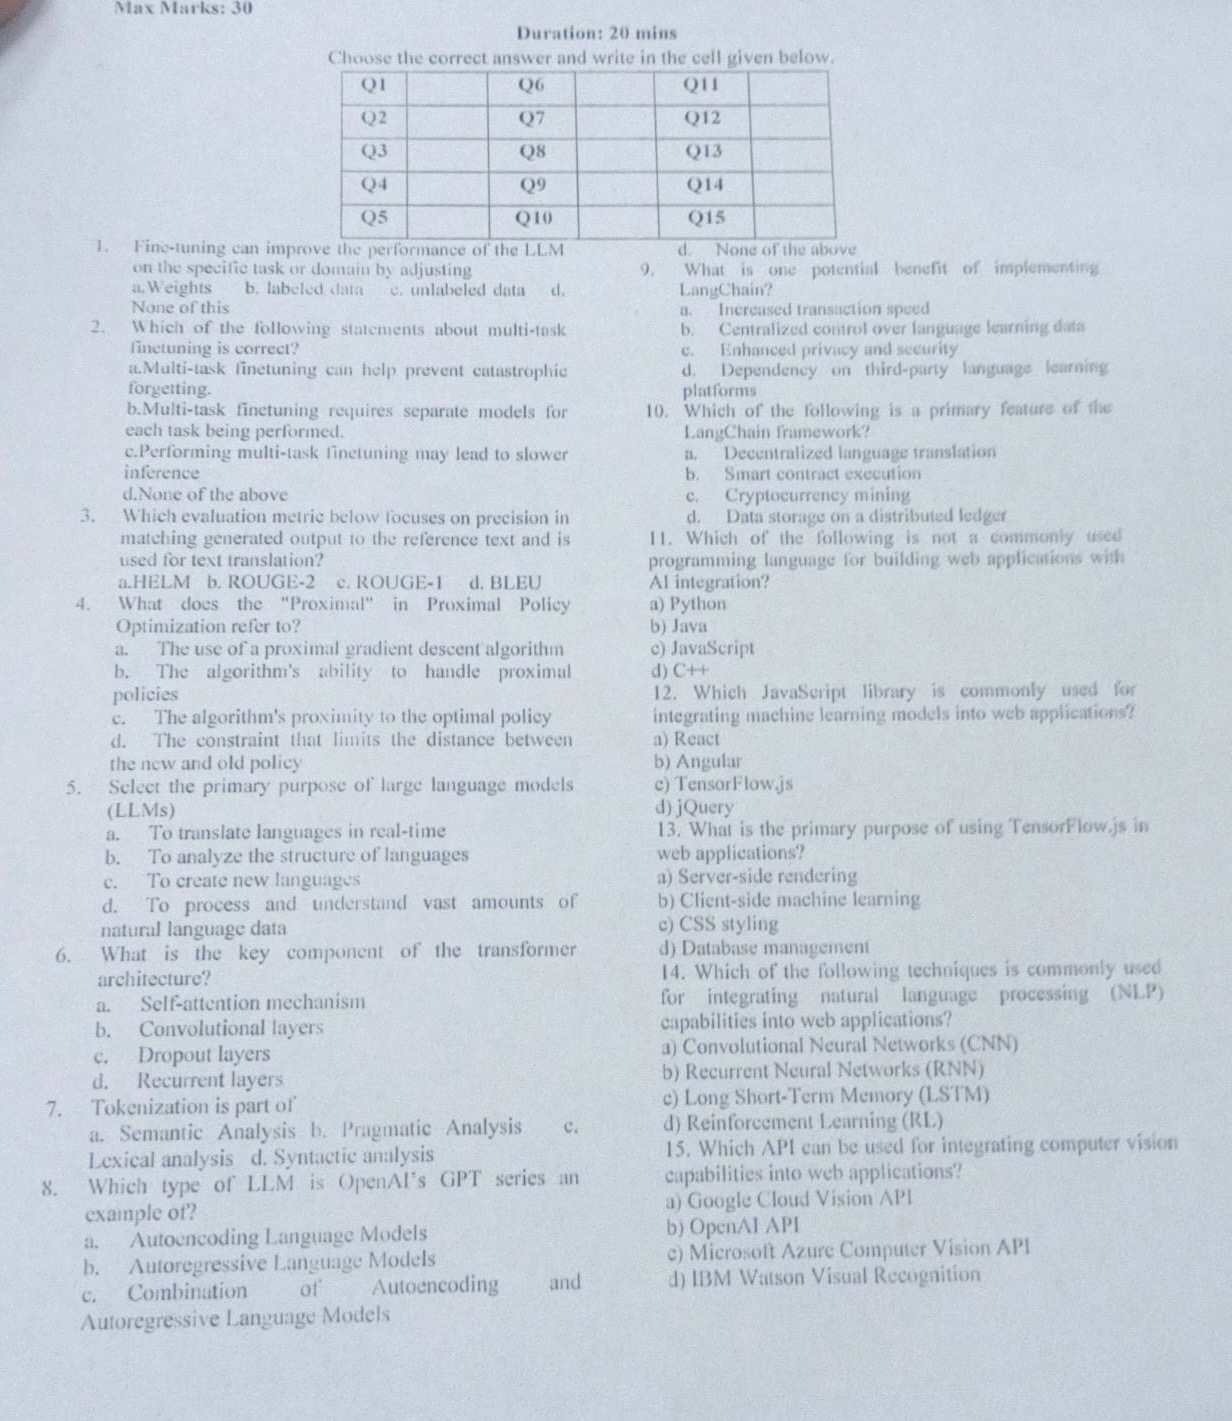 Max Marks: 30
Duration: 20 mins
Choose the correct answer and write in the cell given below.
Q1 Q6 Q11
Q2 Q7 Q12
Q3 Q8 Q13
Q4 Q9 Q14
Q5 Q10 Q15
1. Fine-tuning can improve the performance of the LLM
on the specific task or domain by adjusting
a. Weights b. labeled data c. unlabeled data d.
None of this
2. Which of the following statements about multi-task
finetuning is correct?
a.Multi-task finetuning can help prevent catastrophic
forgetting.
b.Multi-task finetuning requires separate models for
each task being performed.
c.Performing multi-task finetuning may lead to slower
inference
d.None of the above
3. Which evaluation metric below focuses on precision in
matching generated output to the reference text and is
used for text translation?
a.HELM b. ROUGE-2 c. ROUGE-1 d. BLEU
4. What does the "Proximal" in Proximal Policy
Optimization refer to?
a. The use of a proximal gradient descent algorithm
b. The algorithm's ability to handle proximal
policies
c. The algorithm's proximity to the optimal policy
d. The constraint that limits the distance between
the new and old policy
5. Select the primary purpose of large language models
(LLMs)
a. To translate languages in real-time
b. To analyze the structure of languages
c. To create new languages
d. To process and understand vast amounts of
natural language data
6. What is the key component of the transformer
architecture?
a. Self-attention mechanism
b. Convolutional layers
c. Dropout layers
d. Recurrent layers
7. Tokenization is part of
a. Semantic Analysis b. Pragmatic Analysis c.
Lexical analysis d. Syntactic analysis
8. Which type of LLM is OpenAI's GPT series an
example of?
a. Autoencoding Language Models
b. Autoregressive Language Models
c. Combination of Autoencoding and
Autoregressive Language Models
d. None of the above
9. What is one potential benefit of implementing
LangChain?
a. Increased transaction speed
b. Centralized control over language learning data
c. Enhanced privacy and security
d. Dependency on third-party language learning
platforms
10. Which of the following is a primary feature of the
LangChain framework?
a. Decentralized language translation
b. Smart contract execution
c. Cryptocurrency mining
d. Data storage on a distributed ledger
11. Which of the following is not a commonly used
programming language for building web applications with
AI integration?
a) Python
b) Java
c) JavaScript
d) C++
12. Which JavaScript library is commonly used for
integrating machine learning models into web applications?
a) React
b) Angular
c) TensorFlow.js
d) jQuery
13. What is the primary purpose of using TensorFlow.js in
web applications?
a) Server-side rendering
b) Client-side machine learning
c) CSS styling
d) Database management
14. Which of the following techniques is commonly used
for integrating natural language processing (NLP)
capabilities into web applications?
a) Convolutional Neural Networks (CNN)
b) Recurrent Neural Networks (RNN)
c) Long Short-Term Memory (LSTM)
d) Reinforcement Learning (RL)
15. Which API can be used for integrating computer vision
capabilities into web applications?
a) Google Cloud Vision API
b) OpenAI API
c) Microsoft Azure Computer Vision API
d) IBM Watson Visual Recognition